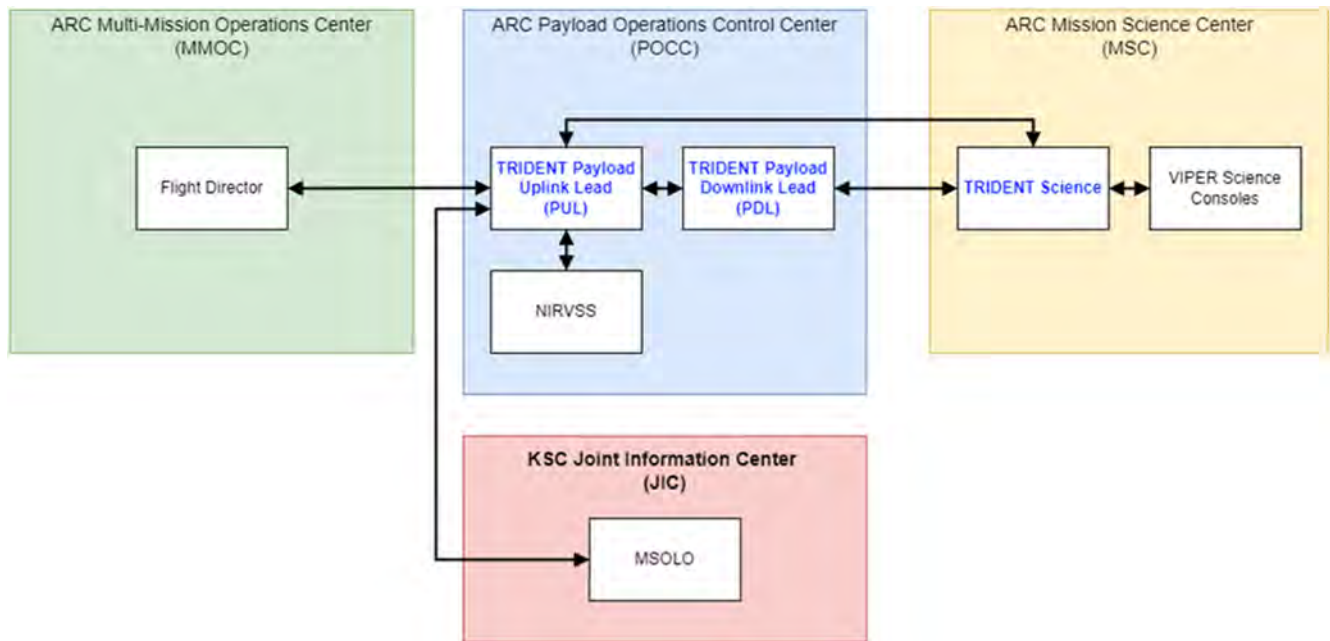 ARC Multi-Mission Operations Center
(MMOC)
Flight Director
ARC Payload Operations Control Center
(POCC)
TRIDENT Payload
Uplink Lead
(PUL)
TRIDENT Payload
Downlink Lead
(PDL)
NIRVSS
ARC Mission Science Center
(MSC)
TRIDENT Science
VIPER Science
Consoles
KSC Joint Information Center
(JIC)
MSOLO